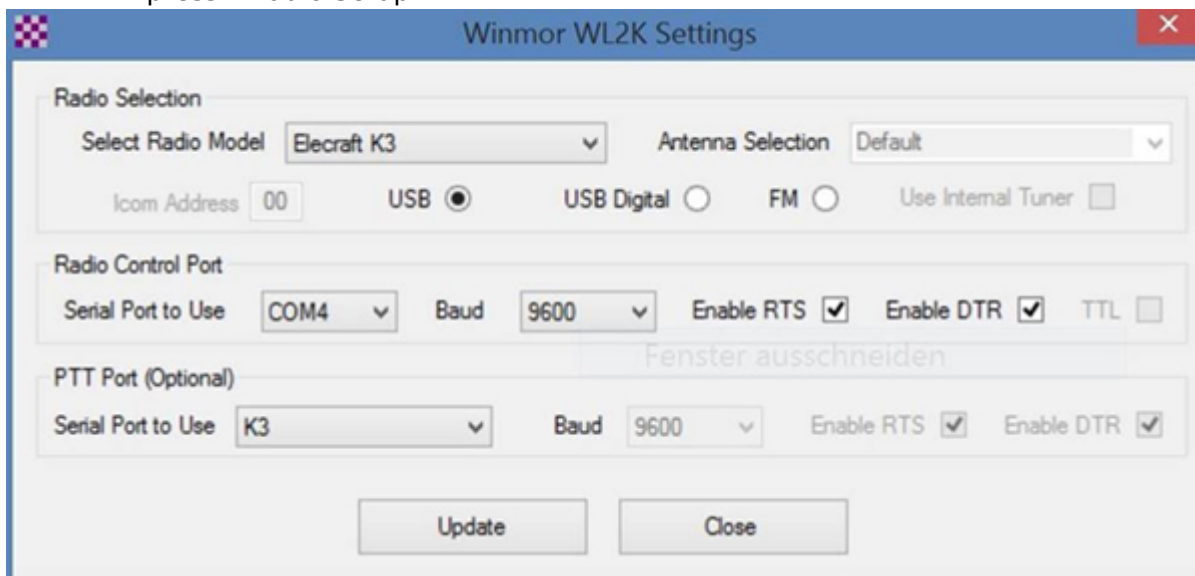 Winmor WL2K Settings
Radio Selection
Select Radio Model Elecraft K3 Antenna Selection Default
Icom Address 00 USB USB Digital FM Use Internal Tuner
Radio Control Port
Serial Port to Use COM4 Baud 9600 Enable RTS Enable DTR TTL
Fenster ausschneiden
PTT Port (Optional)
Serial Port to Use K3 Baud 9600 Enable RTS Enable DTR
Update Close